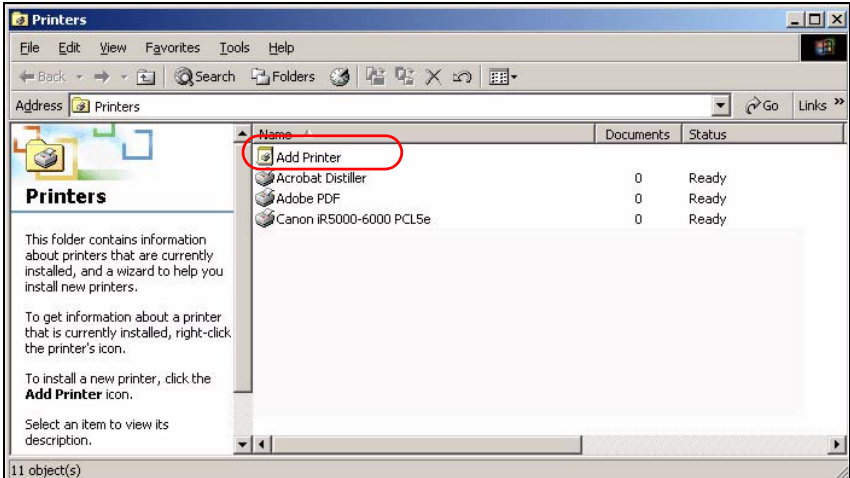 Printers
File Edit View Favorites Tools Help
Back Search Folders
Address Printers Go Links »
Name Documents Status
Add Printer
Acrobat Distiller 0 Ready
Adobe PDF 0 Ready
Canon iR5000-6000 PCL5e 0 Ready
Printers
This folder contains information
about printers that are currently
installed, and a wizard to help you
install new printers.
To get information about a printer
that is currently installed, right-click
the printer's icon.
To install a new printer, click the
Add Printer icon.
Select an item to view its
description.
11 object(s)